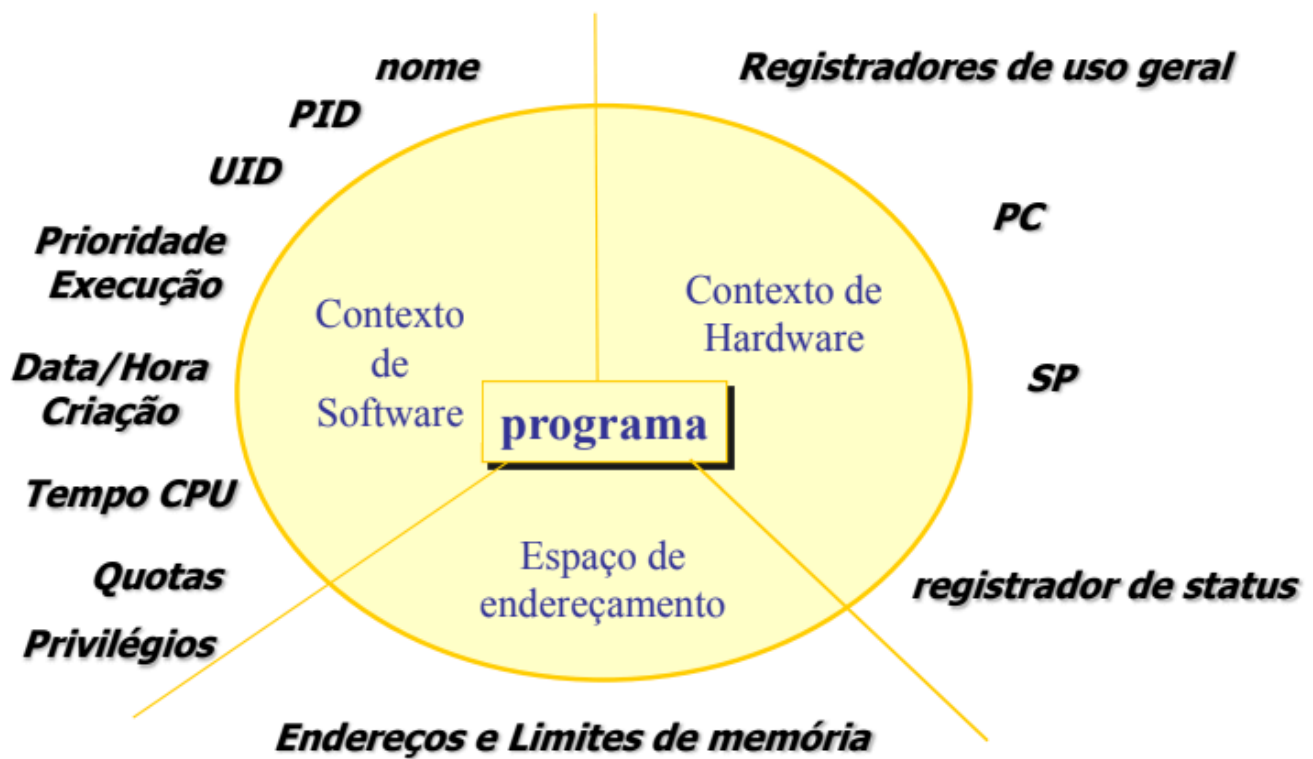 nome
PID
UID
Prioridade
Execução
Data/Hora
Criação
Tempo CPU
Quotas
Privilégios
Contexto
de
Software
programa
Contexto de
Hardware
Registradores de uso geral
PC
SP
registrador de status
Espaço de
endereçamento
Endereços e Limites de memória